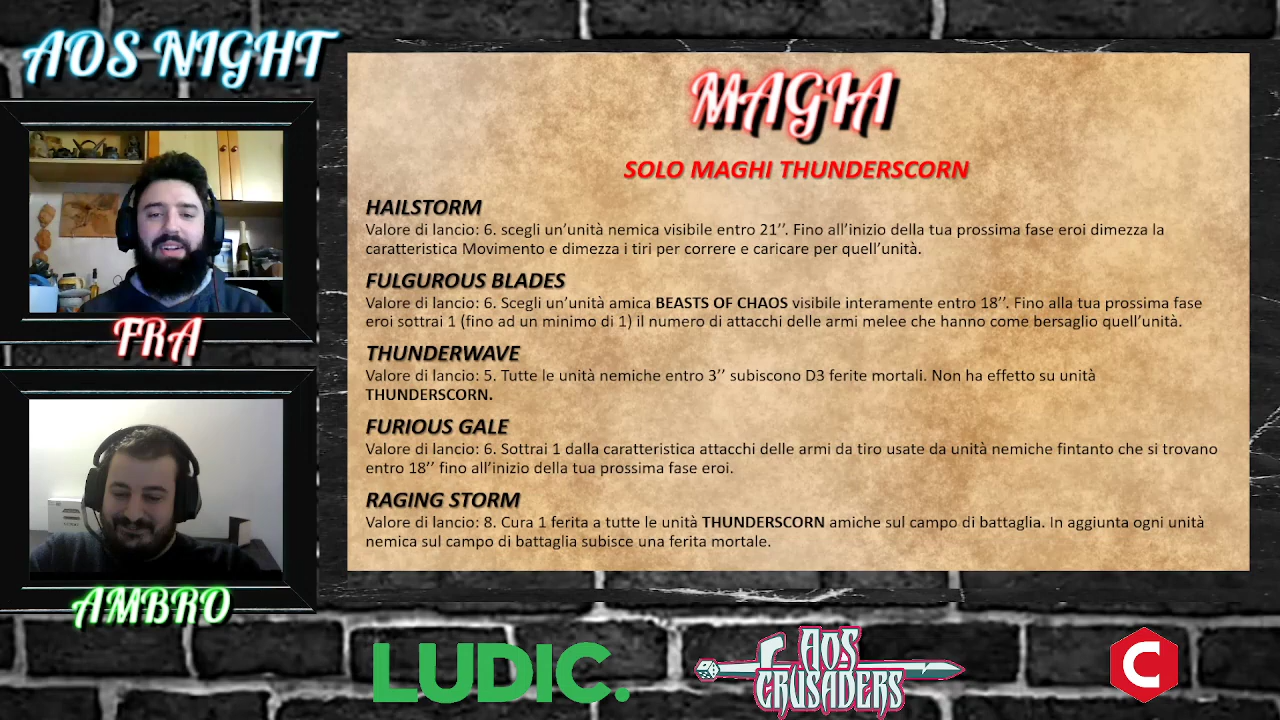 AOS NIGHT
FRA
AMBRO
MAGIA
SOLO MAGHI THUNDERSCORN
HAILSTORM
Valore di lancio: 6. scegli un'unità nemica visibile entro 21''. Fino all'inizio della tua prossima fase eroi dimezza la
caratteristica Movimento e dimezza i tiri per correre e caricare per quell'unità.
FULGUROUS BLADES
Valore di lancio: 6. Scegli un'unità amica BEASTS OF CHAOS visibile interamente entro 18''. Fino alla tua prossima fase
eroi sottrai 1 (fino ad un minimo di 1) il numero di attacchi delle armi melee che hanno come bersaglio quell'unità.
THUNDERWAVE
Valore di lancio: 5. Tutte le unità nemiche entro 3'' subiscono D3 ferite mortali. Non ha effetto su unità
THUNDERSCORN.
FURIOUS GALE
Valore di lancio: 6. Sottrai 1 dalla caratteristica attacchi delle armi da tiro usate da unità nemiche fintanto che si trovano
entro 18'' fino all'inizio della tua prossima fase eroi.
RAGING STORM
Valore di lancio: 8. Cura 1 ferita a tutte le unità THUNDERSCORN amiche sul campo di battaglia. In aggiunta ogni unità
nemica sul campo di battaglia subisce una ferita mortale.
LUDIC.
AOS
CRUSADERS
C